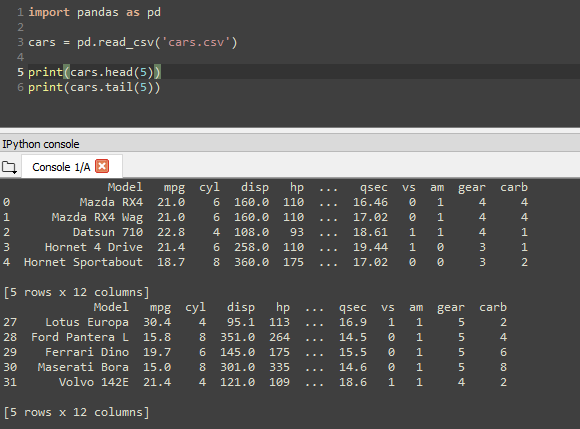 1 import pandas as pd
2
3 cars = pd.read_csv('cars.csv')
4
5 print(cars.head(5))
6 print(cars.tail(5))
IPython console
Console 1/A
Model mpg cyl disp hp ... qsec vs am gear carb
0 Mazda RX4 21.0 6 160.0 110 ... 16.46 0 1 4 4
1 Mazda RX4 Wag 21.0 6 160.0 110 ... 17.02 0 1 4 4
2 Datsun 710 22.8 4 108.0 93 ... 18.61 1 1 4 1
3 Hornet 4 Drive 21.4 6 258.0 110 ... 19.44 1 0 3 1
4 Hornet Sportabout 18.7 8 360.0 175 ... 17.02 0 0 3 2
[5 rows x 12 columns]
Model mpg cyl disp hp ... qsec vs am gear carb
27 Lotus Europa 30.4 4 95.1 113 ... 16.9 1 1 5 2
28 Ford Pantera L 15.8 8 351.0 264 ... 14.5 0 1 5 4
29 Ferrari Dino 19.7 6 145.0 175 ... 15.5 0 1 5 6
30 Maserati Bora 15.0 8 301.0 335 ... 14.6 0 1 5 8
31 Volvo 142E 21.4 4 121.0 109 ... 18.6 1 1 4 2
[5 rows x 12 columns]